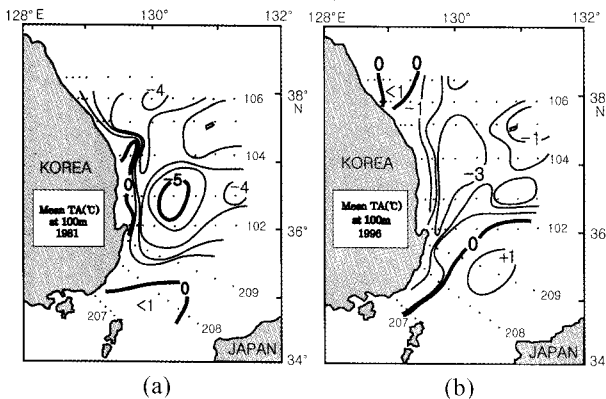 128° E 130° 132°
-4
106
38° N
104
KOREA
0
-5
-4
Mean TA(℃)
at 100m
1981
102
36°
0
<1
209
207
208
JAPAN
34°
(a)
128° E 130° 132°
0 0
<1
-1
106
38° N
-1
104
KOREA
-3
Mean TA(℃)
at 100m
1996
102
0
36°
+1
209
207
208
JAPAN
34°
(b)